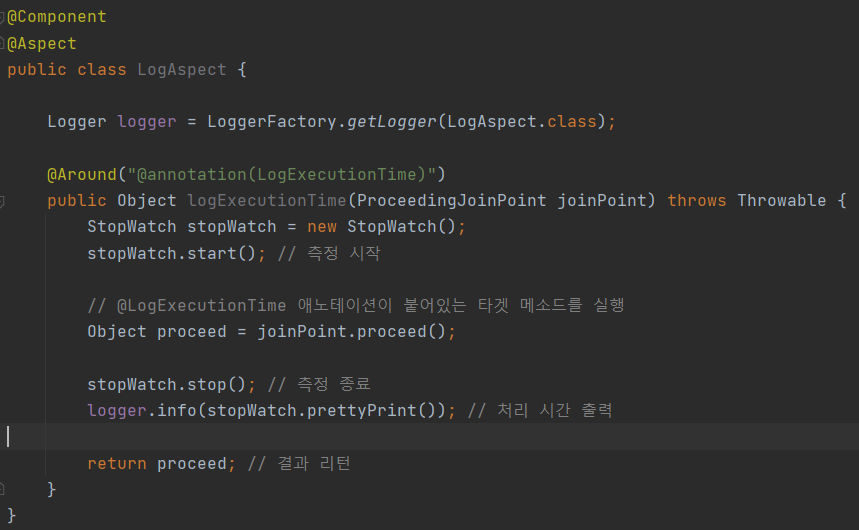 @Component
@Aspect
public class LogAspect {
Logger logger = LoggerFactory.getLogger(LogAspect.class);
@Around("@annotation(LogExecutionTime)")
public Object logExecutionTime(ProceedingJoinPoint joinPoint) throws Throwable {
StopWatch stopWatch = new StopWatch();
stopWatch.start(); // 측정 시작
// @LogExecutionTime 애노테이션이 붙어있는 타겟 메소드를 실행
Object proceed = joinPoint.proceed();
stopWatch.stop(); // 측정 종료
logger.info(stopWatch.prettyPrint()); // 처리 시간 출력
return proceed; // 결과 리턴
}
}